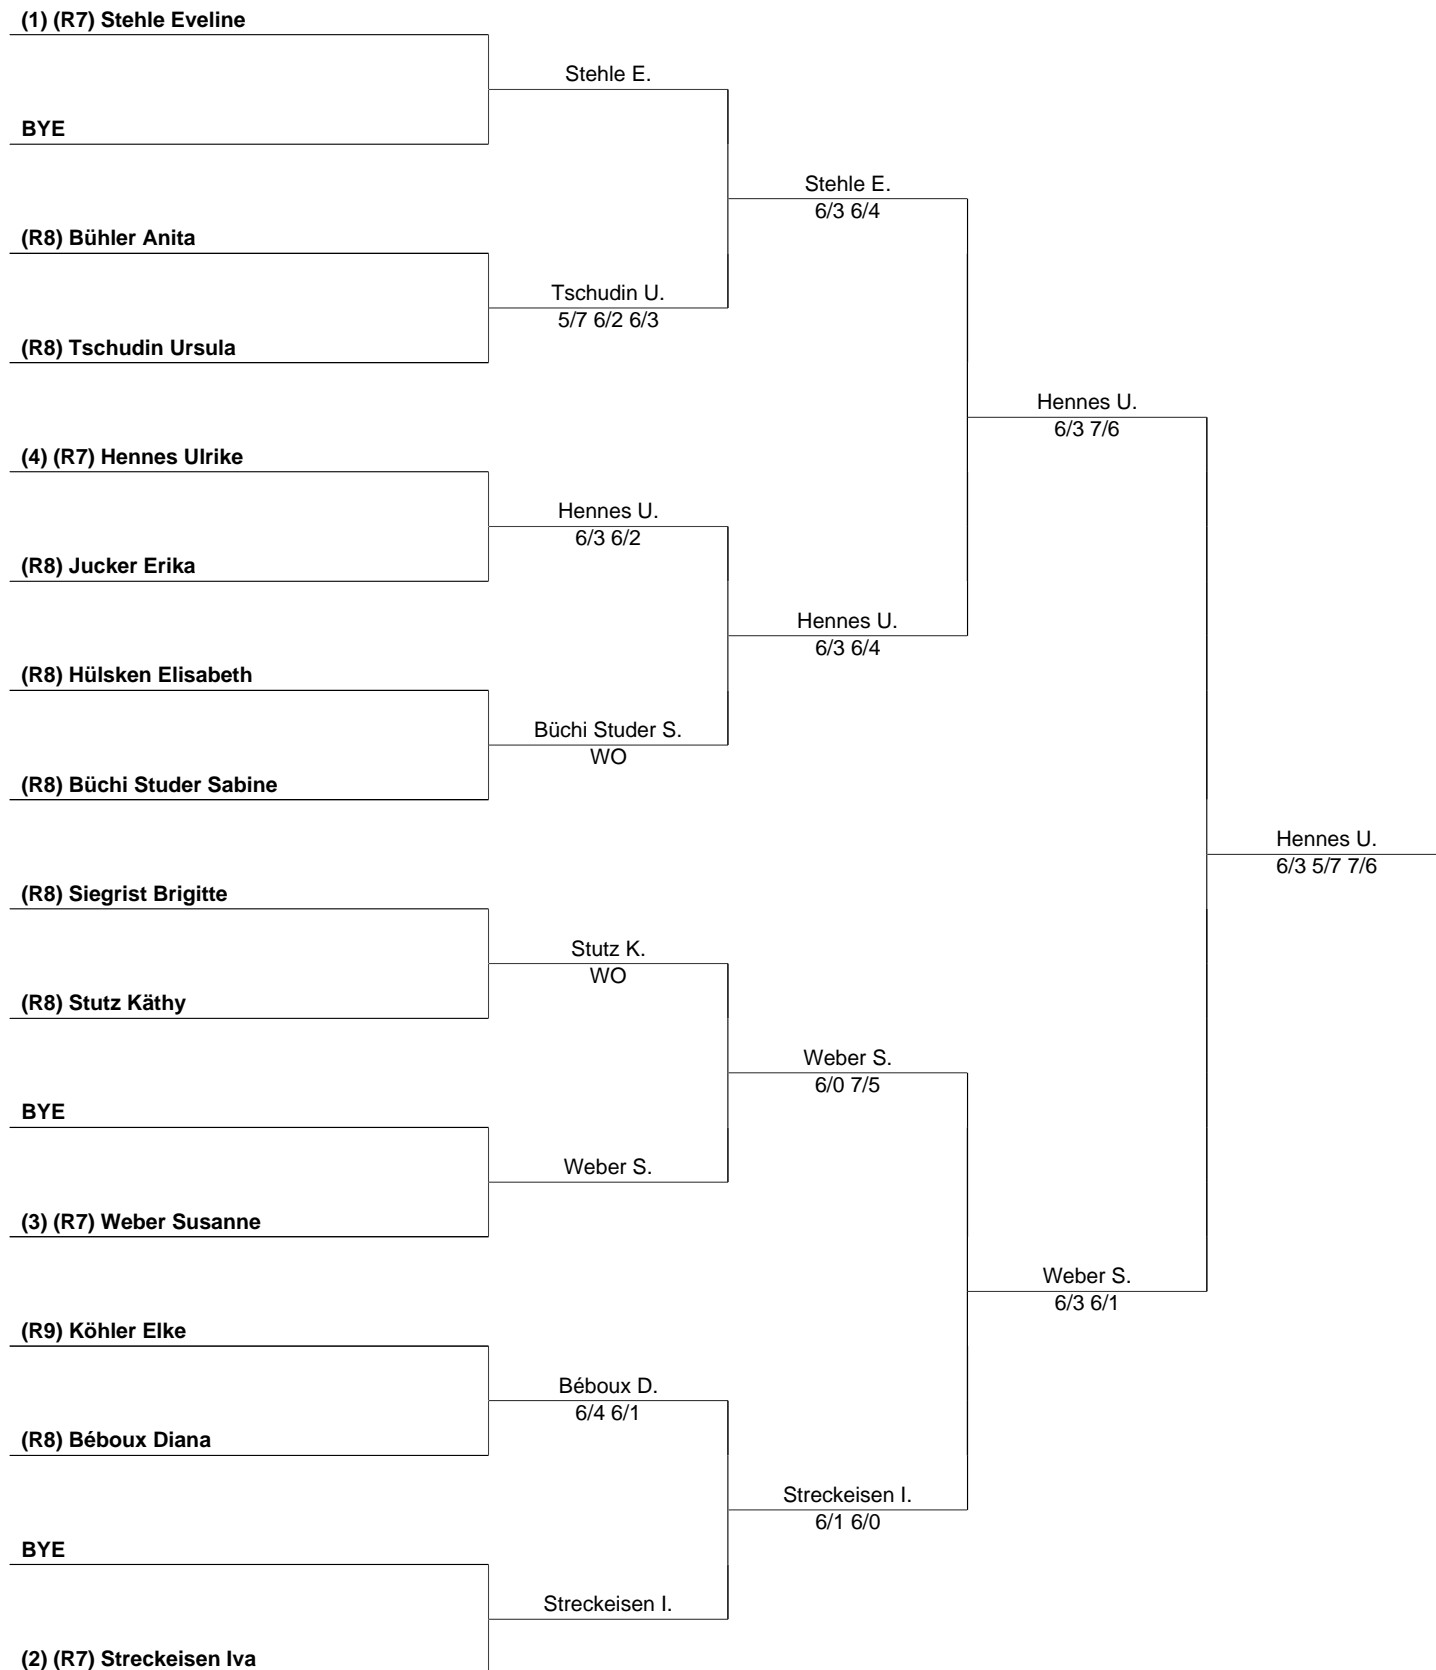 (1) (R7) Stehle Eveline
Stehle E.
BYE
Stehle E.
6/3 6/4
(R8) Bühler Anita
Tschudin U.
5/7 6/2 6/3
(R8) Tschudin Ursula
Hennes U.
6/3 7/6
(4) (R7) Hennes Ulrike
Hennes U.
6/3 6/2
(R8) Jucker Erika
Hennes U.
6/3 6/4
(R8) Hülsken Elisabeth
Büchi Studer S.
WO
(R8) Büchi Studer Sabine
Hennes U.
6/3 5/7 7/6
(R8) Siegrist Brigitte
Stutz K.
WO
(R8) Stutz Käthy
Weber S.
6/0 7/5
BYE
Weber S.
(3) (R7) Weber Susanne
Weber S.
6/3 6/1
(R9) Köhler Elke
Béboux D.
6/4 6/1
(R8) Béboux Diana
Streckeisen I.
6/1 6/0
BYE
Streckeisen I.
(2) (R7) Streckeisen Iva